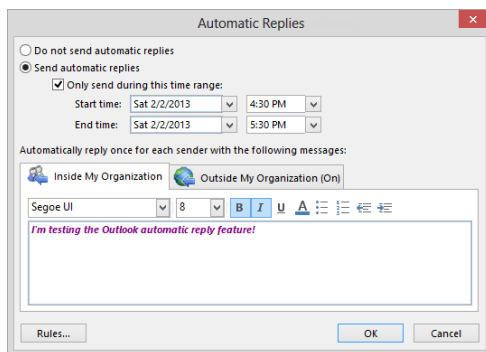 Automatic Replies
Do not send automatic replies
Send automatic replies
Only send during this time range:
Start time: Sat 2/2/2013 4:30 PM
End time: Sat 2/2/2013 5:30 PM
Automatically reply once for each sender with the following messages:
Inside My Organization Outside My Organization (On)
Segoe UI 8 B I U A
I'm testing the Outlook automatic reply feature!
Rules... OK Cancel